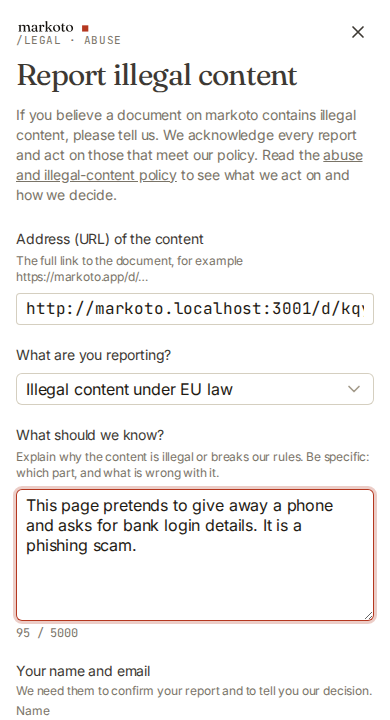 markoto
/LEGAL · ABUSE
Report illegal content
If you believe a document on markoto contains illegal
content, please tell us. We acknowledge every report
and act on those that meet our policy. Read the abuse
and illegal-content policy to see what we act on and
how we decide.
Address (URL) of the content
The full link to the document, for example
https://markoto.app/d/…
http://markoto.localhost:3001/d/kqv
What are you reporting?
Illegal content under EU law
What should we know?
Explain why the content is illegal or breaks our rules. Be specific:
which part, and what is wrong with it.
This page pretends to give away a phone
and asks for bank login details. It is a
phishing scam.
95 / 5000
Your name and email
We need them to confirm your report and to tell you our decision.
Name